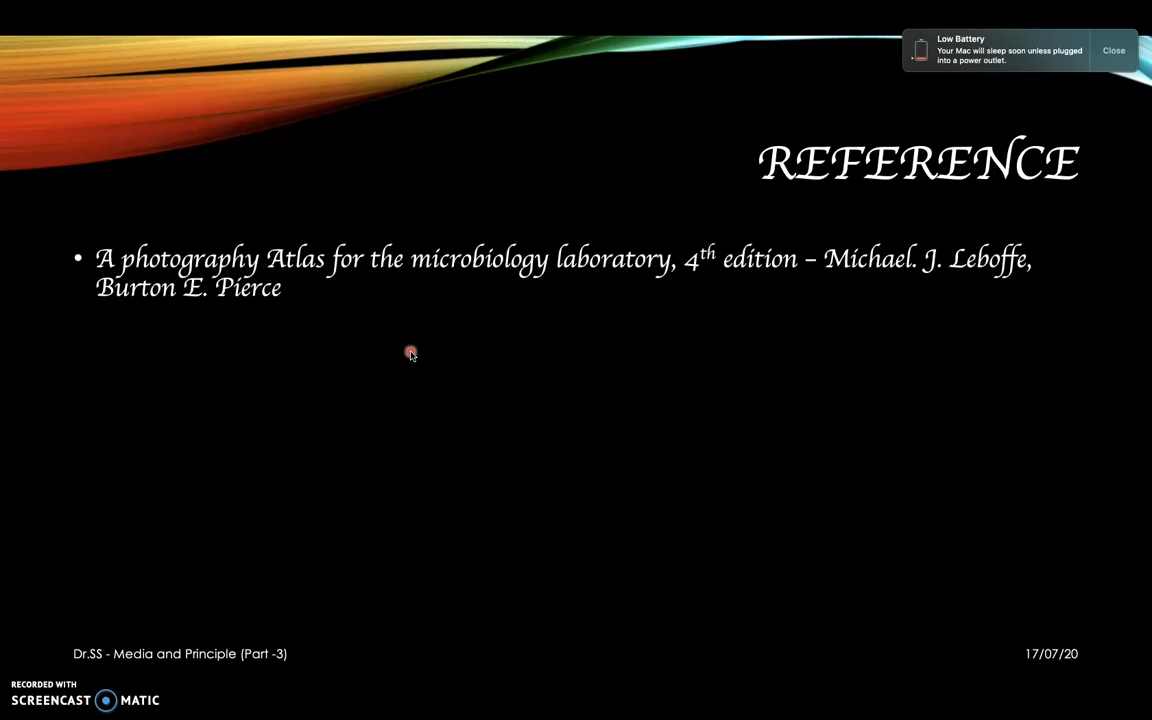 Low Battery
Your Mac will sleep soon unless plugged
into a power outlet.
Close
REFERENCE
• A photography Atlas for the microbiology laboratory, 4th edition – Michael. J. Leboffe,
Burton E. Pierce
Dr.SS - Media and Principle (Part -3)
17/07/20
RECORDED WITH
SCREENCAST MATIC